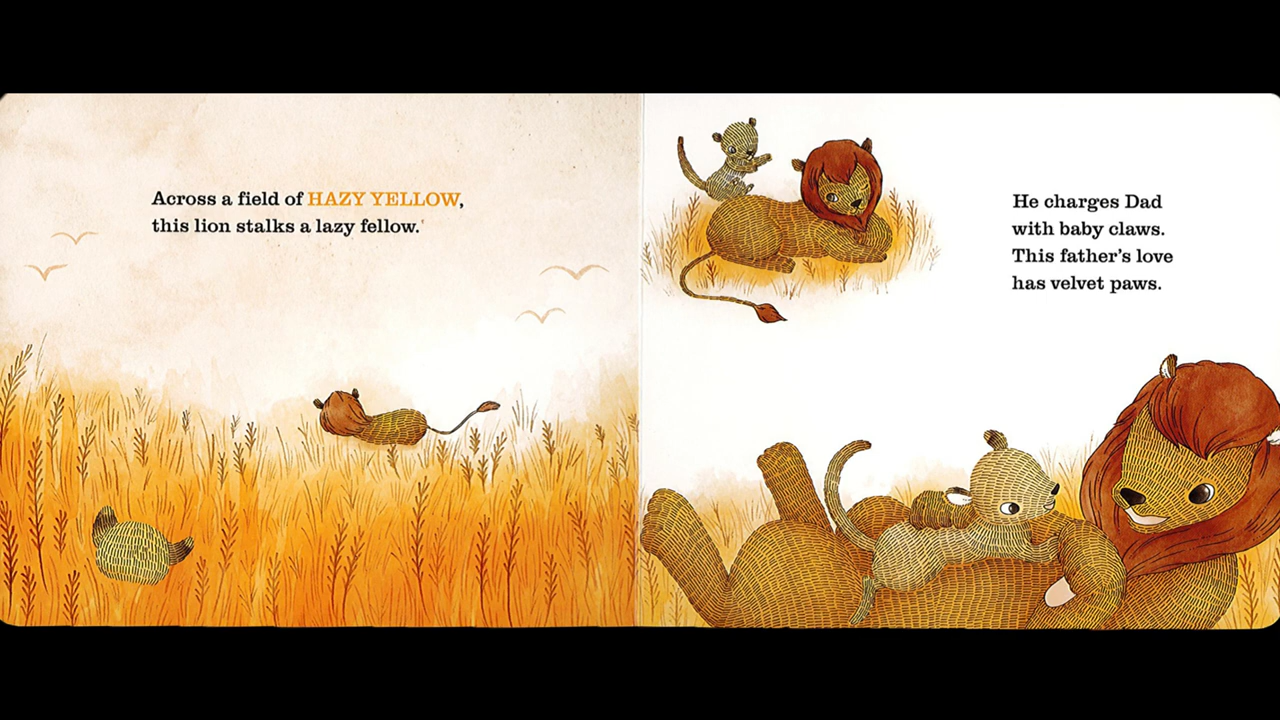 Across a field of HAZY YELLOW,
this lion stalks a lazy fellow.
He charges Dad
with baby claws.
This father's love
has velvet paws.